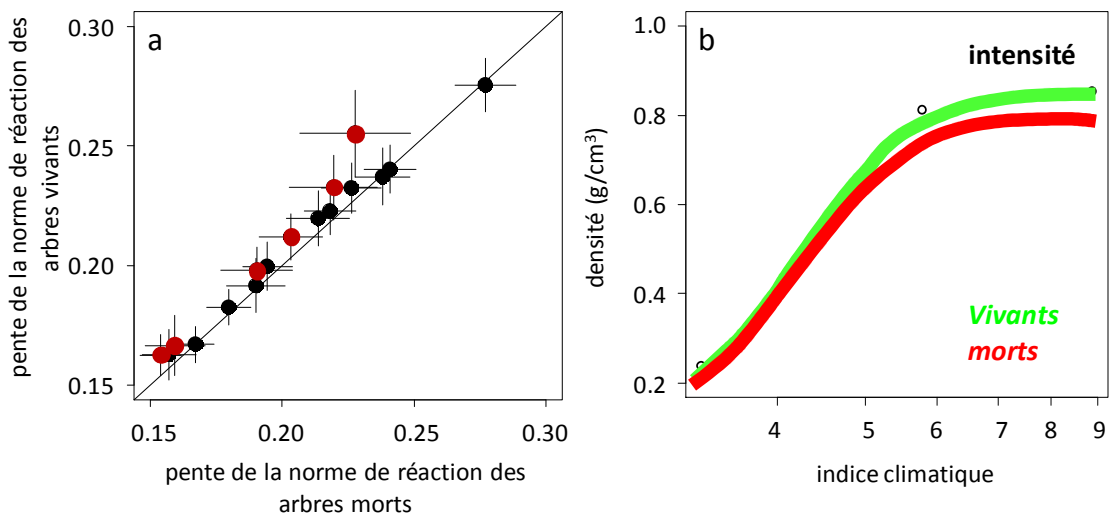 a
pente de la norme de réaction des
arbres vivants
0.30
0.25
0.20
0.15
0.15 0.20 0.25 0.30
pente de la norme de réaction des
arbres morts
b
intensité
densité (g/cm³)
1.0
0.8
0.6
0.4
0.2
Vivants
morts
4 5 6 7 8 9
indice climatique